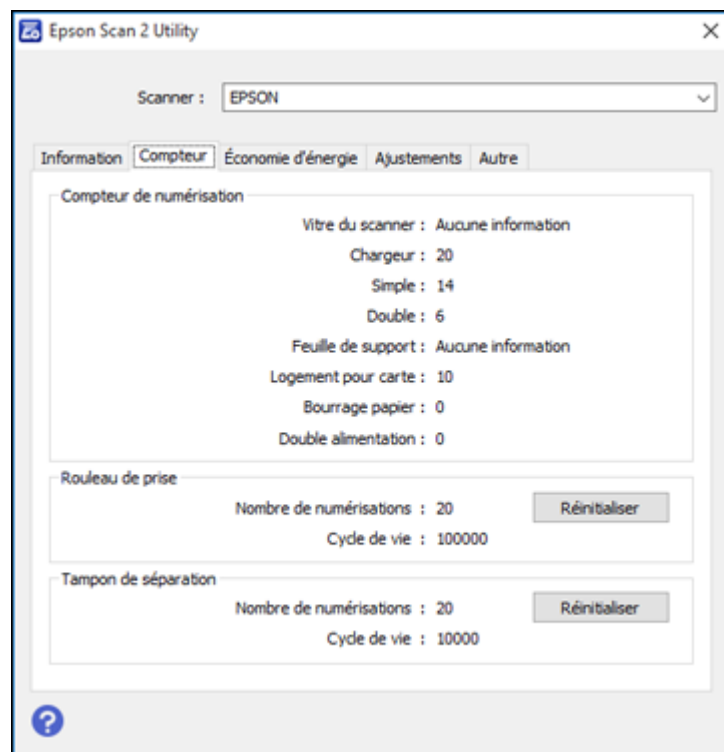 Epson Scan 2 Utility
Scanner : EPSON
Information Compteur Économie d'énergie Ajustements Autre
Compteur de numérisation
Vitre du scanner : Aucune information
Chargeur : 20
Simple : 14
Double : 6
Feuille de support : Aucune information
Logement pour carte : 10
Bourrage papier : 0
Double alimentation : 0
Rouleau de prise
Nombre de numérisations : 20 Réinitialiser
Cycle de vie : 100000
Tampon de séparation
Nombre de numérisations : 20 Réinitialiser
Cycle de vie : 10000
?